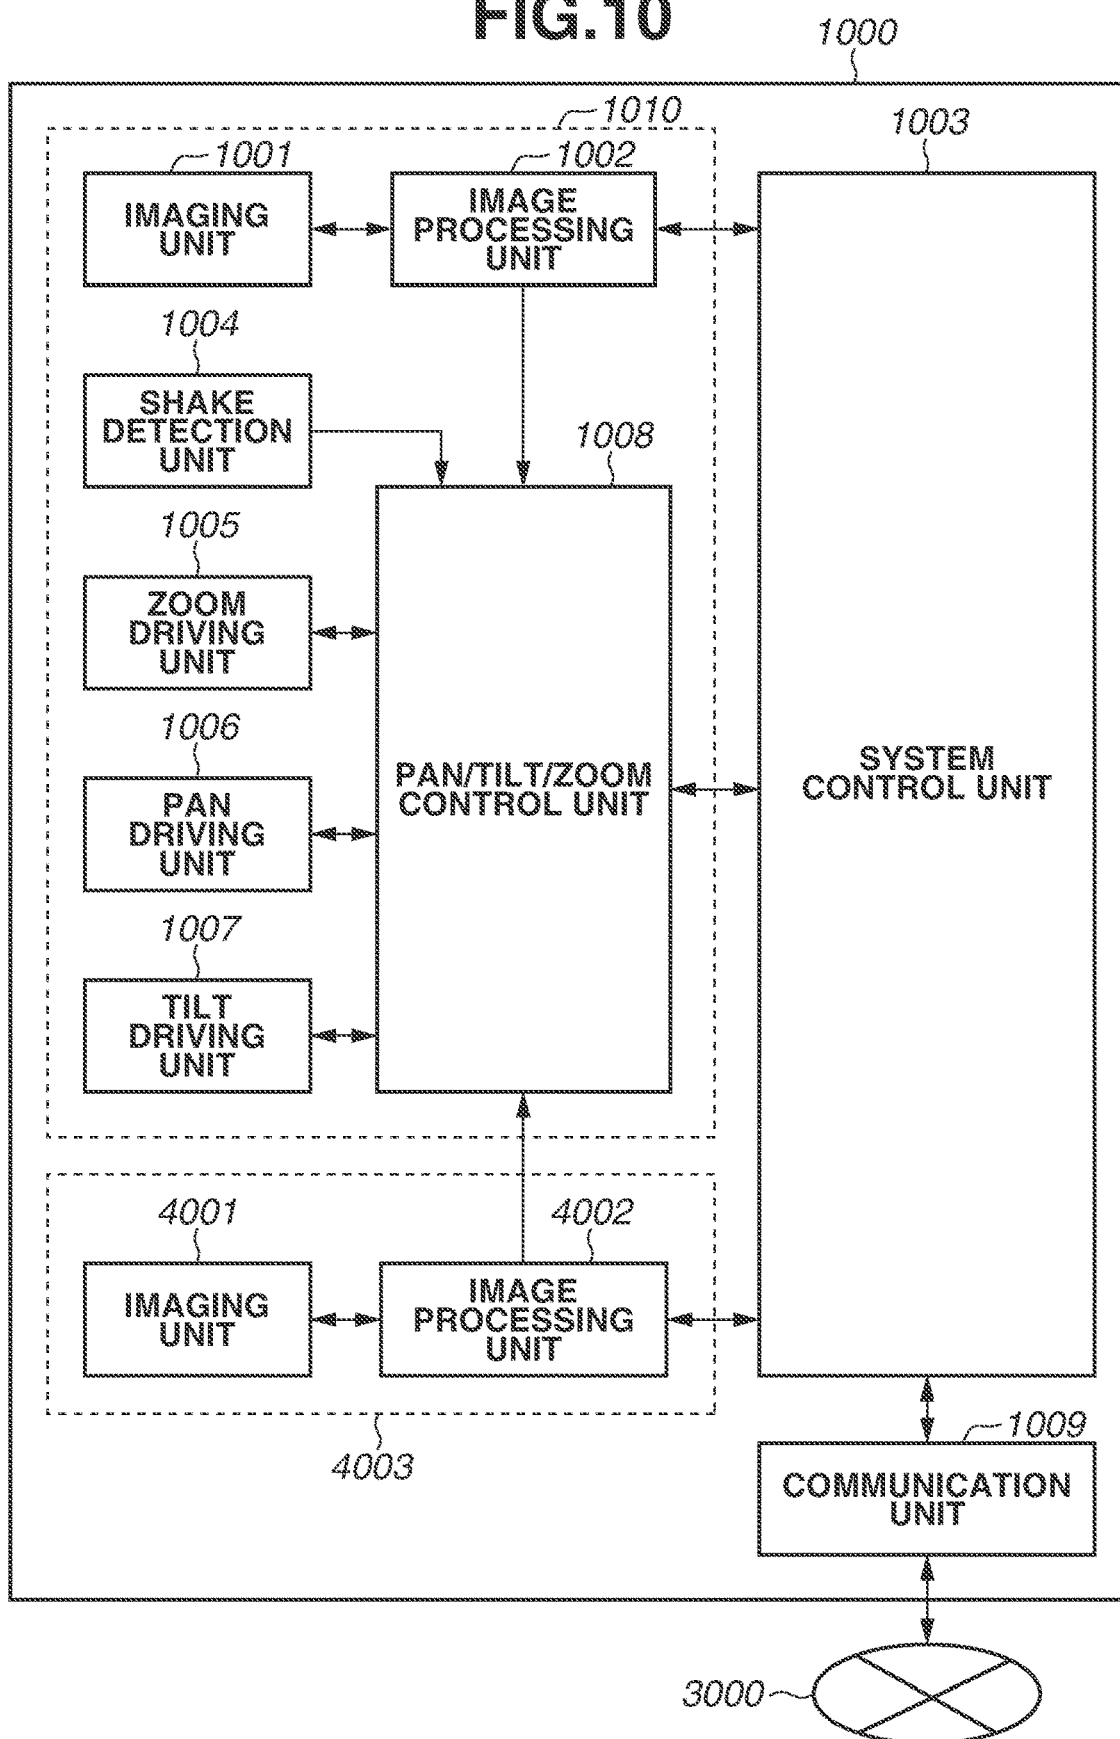 FIG.10
1000
1010
1003
1001
1002
IMAGING
UNIT
IMAGE
PROCESSING
UNIT
1004
SHAKE
DETECTION
UNIT
1008
1005
ZOOM
DRIVING
UNIT
1006
PAN
DRIVING
UNIT
PAN/TILT/ZOOM
CONTROL UNIT
SYSTEM
CONTROL UNIT
1007
TILT
DRIVING
UNIT
4001
4002
IMAGING
UNIT
IMAGE
PROCESSING
UNIT
4003
1009
COMMUNICATION
UNIT
3000